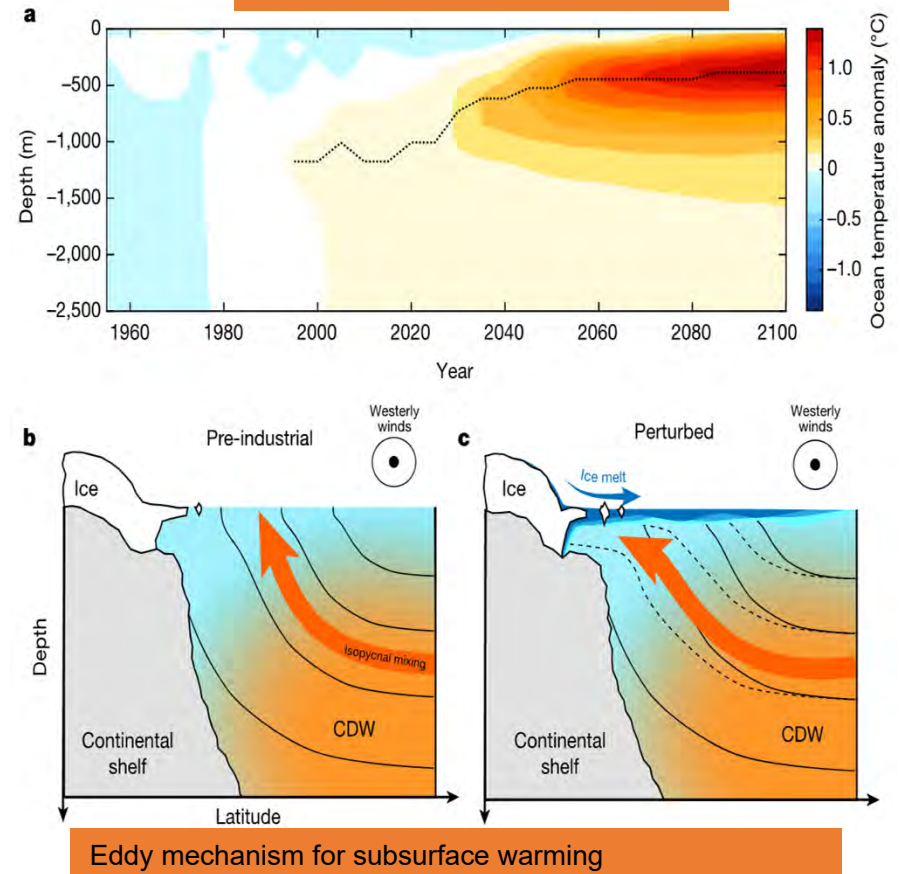 a
0
−500
−1,000
−1,500
−2,000
−2,500
Depth (m)
1960 1980 2000 2020 2040 2060 2080 2100
Year
1.0
0.5
0
−0.5
−1.0
Ocean temperature anomaly (°C)
b
Pre-industrial
Westerly
winds
Ice
Isopycnal mixing
CDW
Continental
shelf
Depth
Latitude
c
Perturbed
Westerly
winds
Ice melt
Ice
CDW
Continental
shelf
Eddy mechanism for subsurface warming